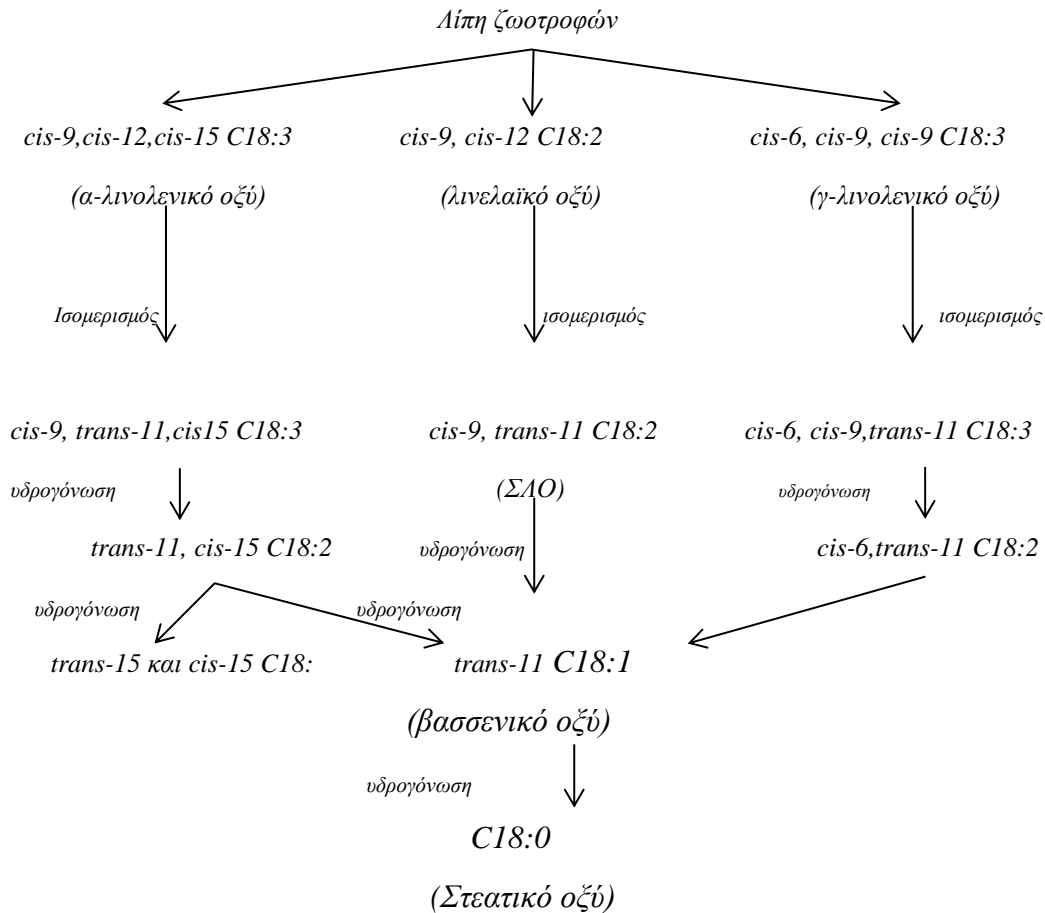 Λίπη ζωοτροφών
cis-9,cis-12,cis-15 C18:3
cis-9, cis-12 C18:2
cis-6, cis-9, cis-9 C18:3
(α-λινολενικό οξύ)
(λινελαϊκό οξύ)
(γ-λινολενικό οξύ)
Ισομερισμός
ισομερισμός
ισομερισμός
cis-9, trans-11,cis15 C18:3
cis-9, trans-11 C18:2
cis-6, cis-9,trans-11 C18:3
υδρογόνωση
(ΣΛΟ)
υδρογόνωση
trans-11, cis-15 C18:2
υδρογόνωση
cis-6,trans-11 C18:2
υδρογόνωση
υδρογόνωση
trans-15 και cis-15 C18:
trans-11 C18:1
(βασσενικό οξύ)
υδρογόνωση
C18:0
(Στεατικό οξύ)